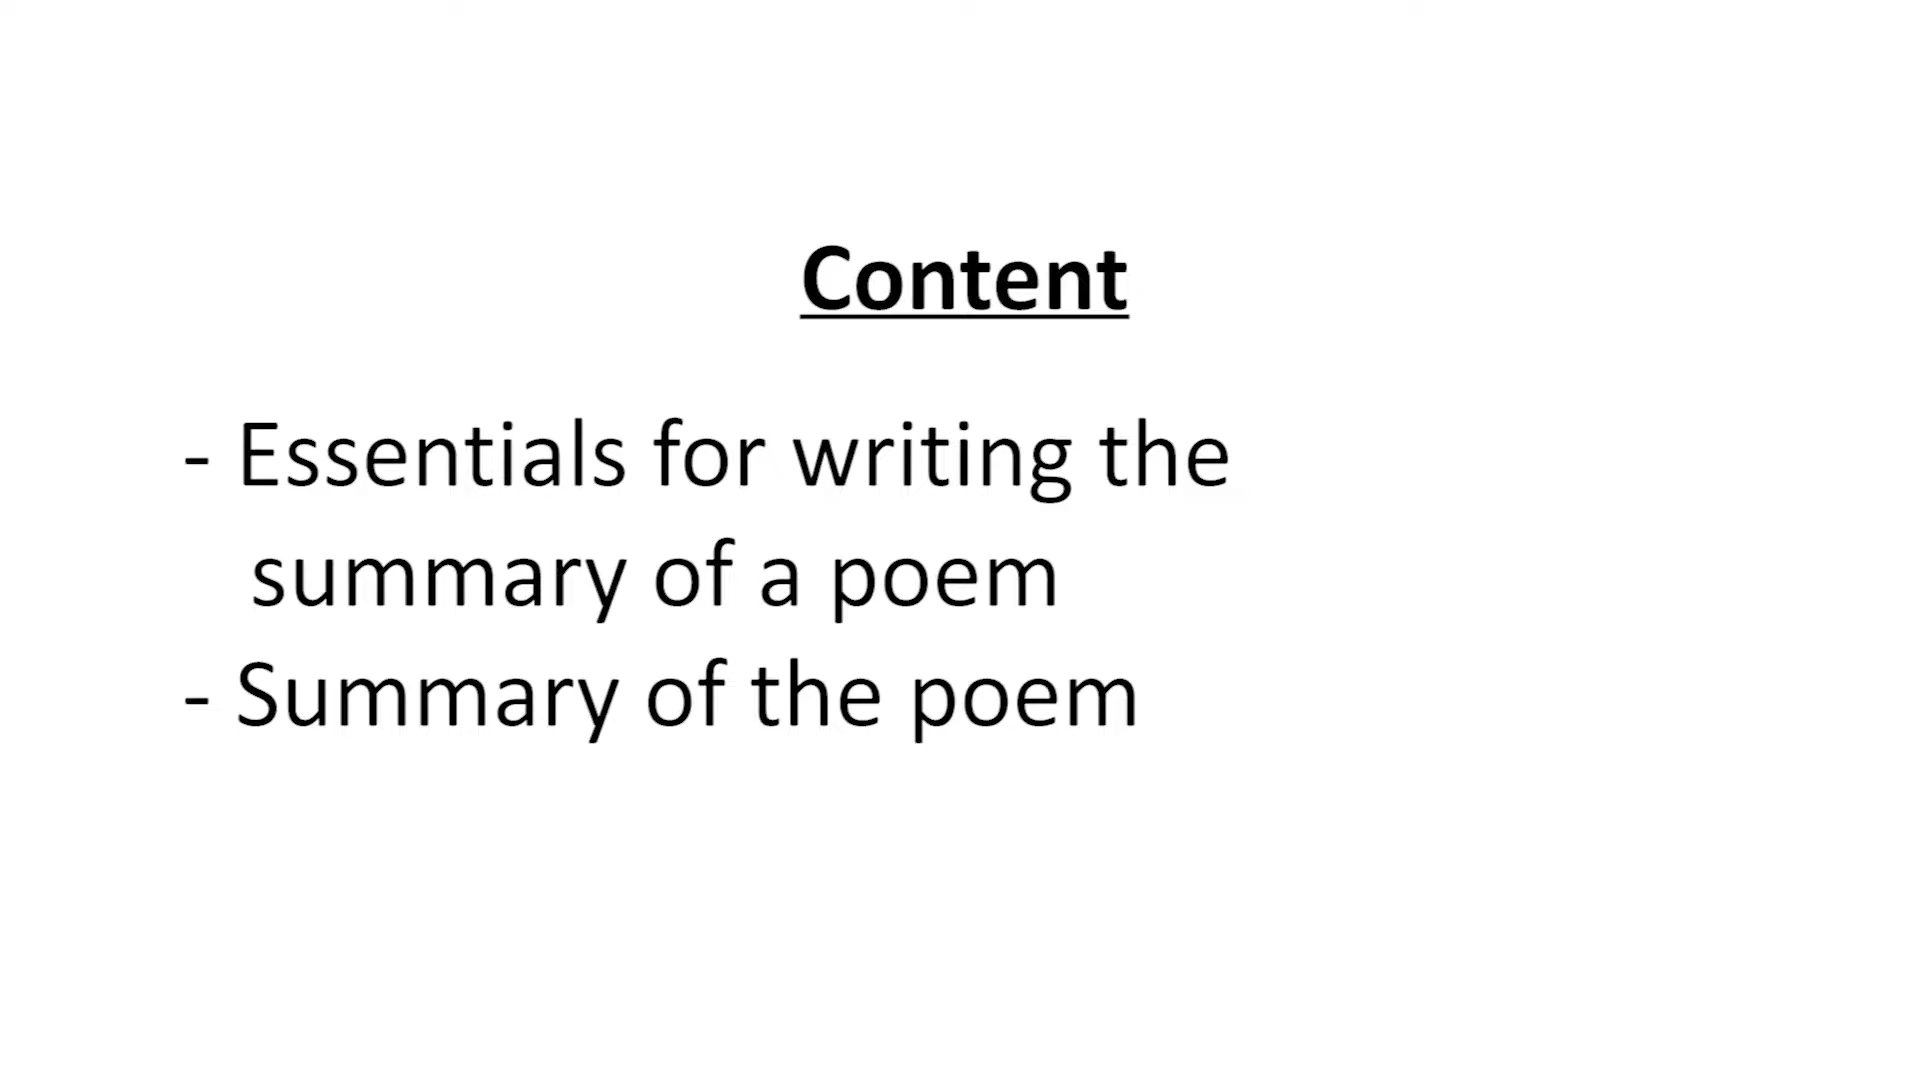 Content
- Essentials for writing the
summary of a poem
- Summary of the poem